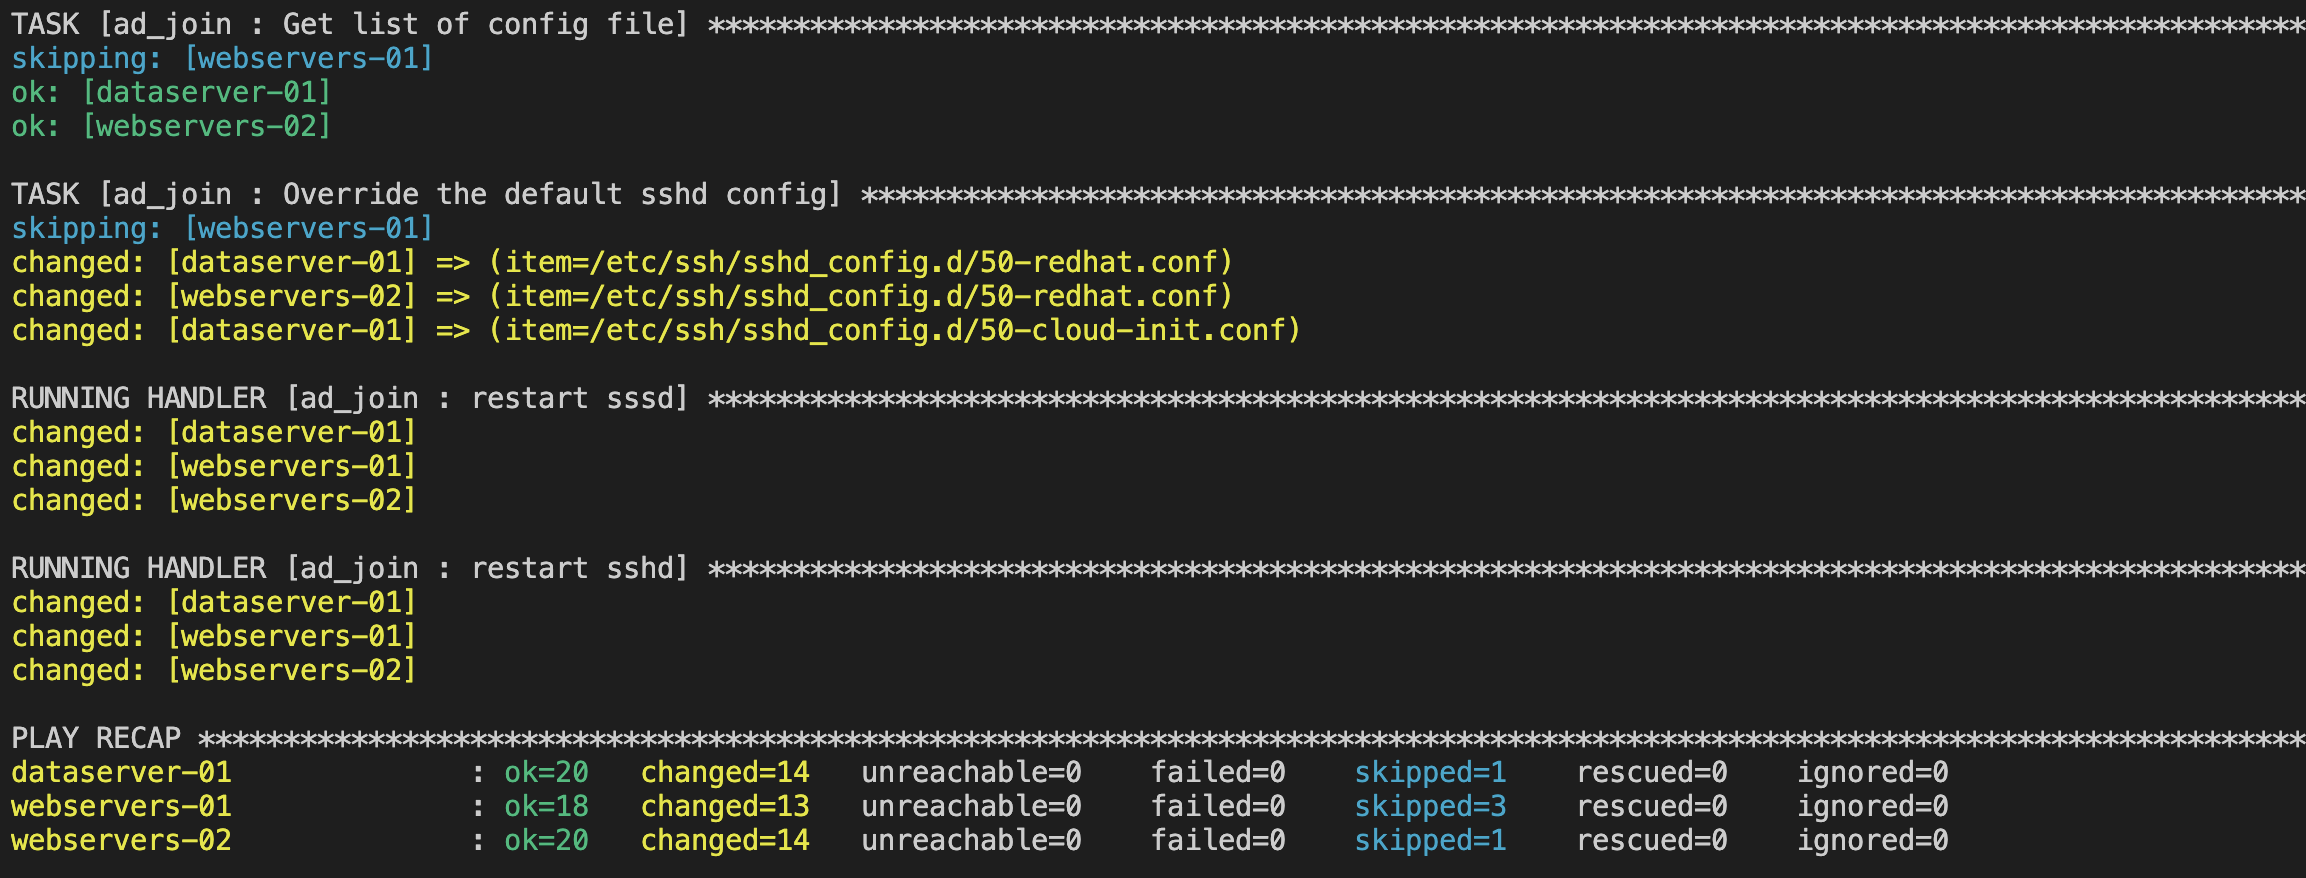 TASK [ad_join : Get list of config file] **********************************************************************************************
skipping: [webservers-01]
ok: [dataserver-01]
ok: [webservers-02]
TASK [ad_join : Override the default sshd config] *************************************************************************************
skipping: [webservers-01]
changed: [dataserver-01] => (item=/etc/ssh/sshd_config.d/50-redhat.conf)
changed: [webservers-02] => (item=/etc/ssh/sshd_config.d/50-redhat.conf)
changed: [dataserver-01] => (item=/etc/ssh/sshd_config.d/50-cloud-init.conf)
RUNNING HANDLER [ad_join : restart sssd] **********************************************************************************************
changed: [dataserver-01]
changed: [webservers-01]
changed: [webservers-02]
RUNNING HANDLER [ad_join : restart sshd] **********************************************************************************************
changed: [dataserver-01]
changed: [webservers-01]
changed: [webservers-02]
PLAY RECAP ****************************************************************************************************************************
dataserver-01              : ok=20   changed=14   unreachable=0    failed=0    skipped=1    rescued=0    ignored=0
webservers-01              : ok=18   changed=13   unreachable=0    failed=0    skipped=3    rescued=0    ignored=0
webservers-02              : ok=20   changed=14   unreachable=0    failed=0    skipped=1    rescued=0    ignored=0